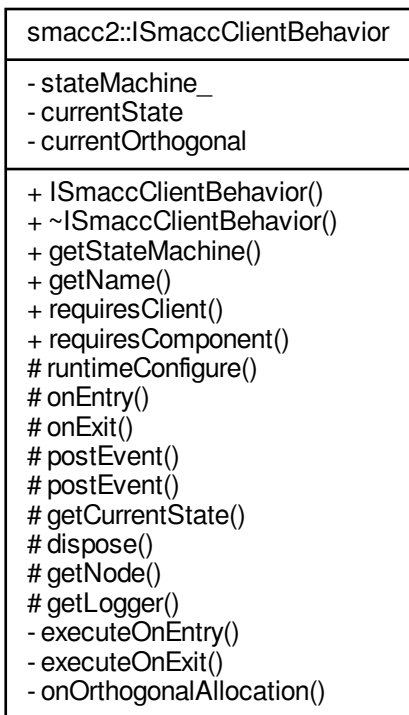 smacc2::ISmaccClientBehavior
- stateMachine_
- currentState
- currentOrthogonal
+ ISmaccClientBehavior()
+ ~ISmaccClientBehavior()
+ getStateMachine()
+ getName()
+ requiresClient()
+ requiresComponent()
# runtimeConfigure()
# onEntry()
# onExit()
# postEvent()
# postEvent()
# getCurrentState()
# dispose()
# getNode()
# getLogger()
- executeOnEntry()
- executeOnExit()
- onOrthogonalAllocation()